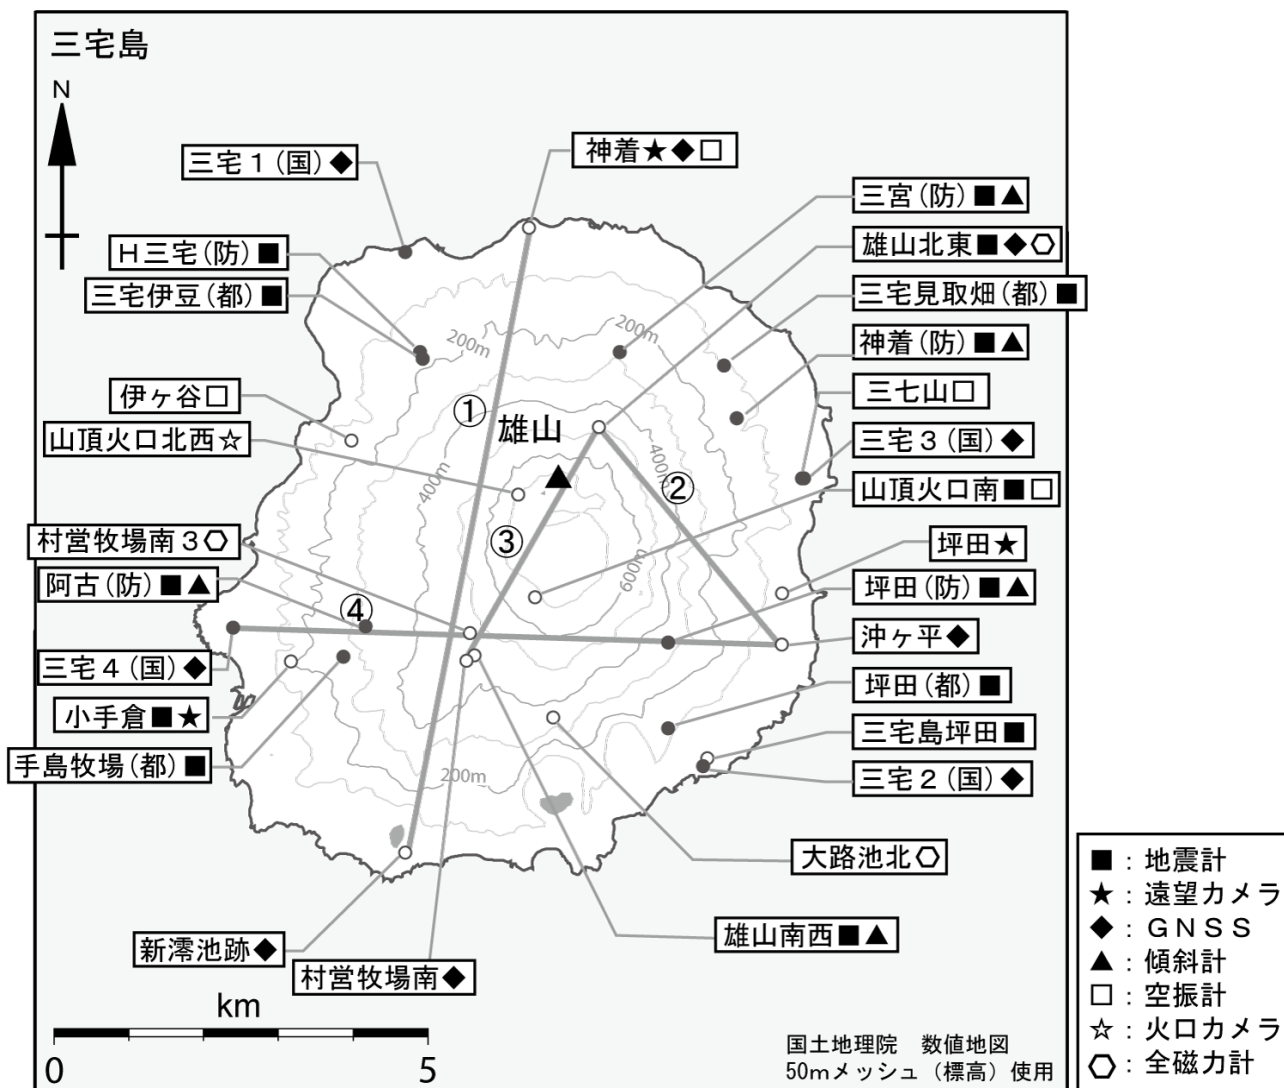 三宅島
N
神着★◆□
三宅１(国)◆
三宮(防)■▲
雄山北東■◆⬡
H三宅(防)■
三宅伊豆(都)■
三宅見取畑(都)■
200m
200m
神着(防)■▲
伊ヶ谷□
三七山□
①
雄山
山頂火口北西☆
三宅３(国)◆
400m
400m
②
山頂火口南■□
③
村営牧場南３⬡
坪田★
600m
阿古(防)■▲
坪田(防)■▲
④
沖ヶ平◆
三宅４(国)◆
坪田(都)■
小手倉■★
三宅島坪田■
手島牧場(都)■
200m
三宅２(国)◆
大路池北⬡
雄山南西■▲
新澪池跡◆
村営牧場南◆
km
0
5
国土地理院　数値地図
50mメッシュ（標高）使用
■：地震計
★：遠望カメラ
◆：ＧＮＳＳ
▲：傾斜計
□：空振計
☆：火口カメラ
⬡：全磁力計